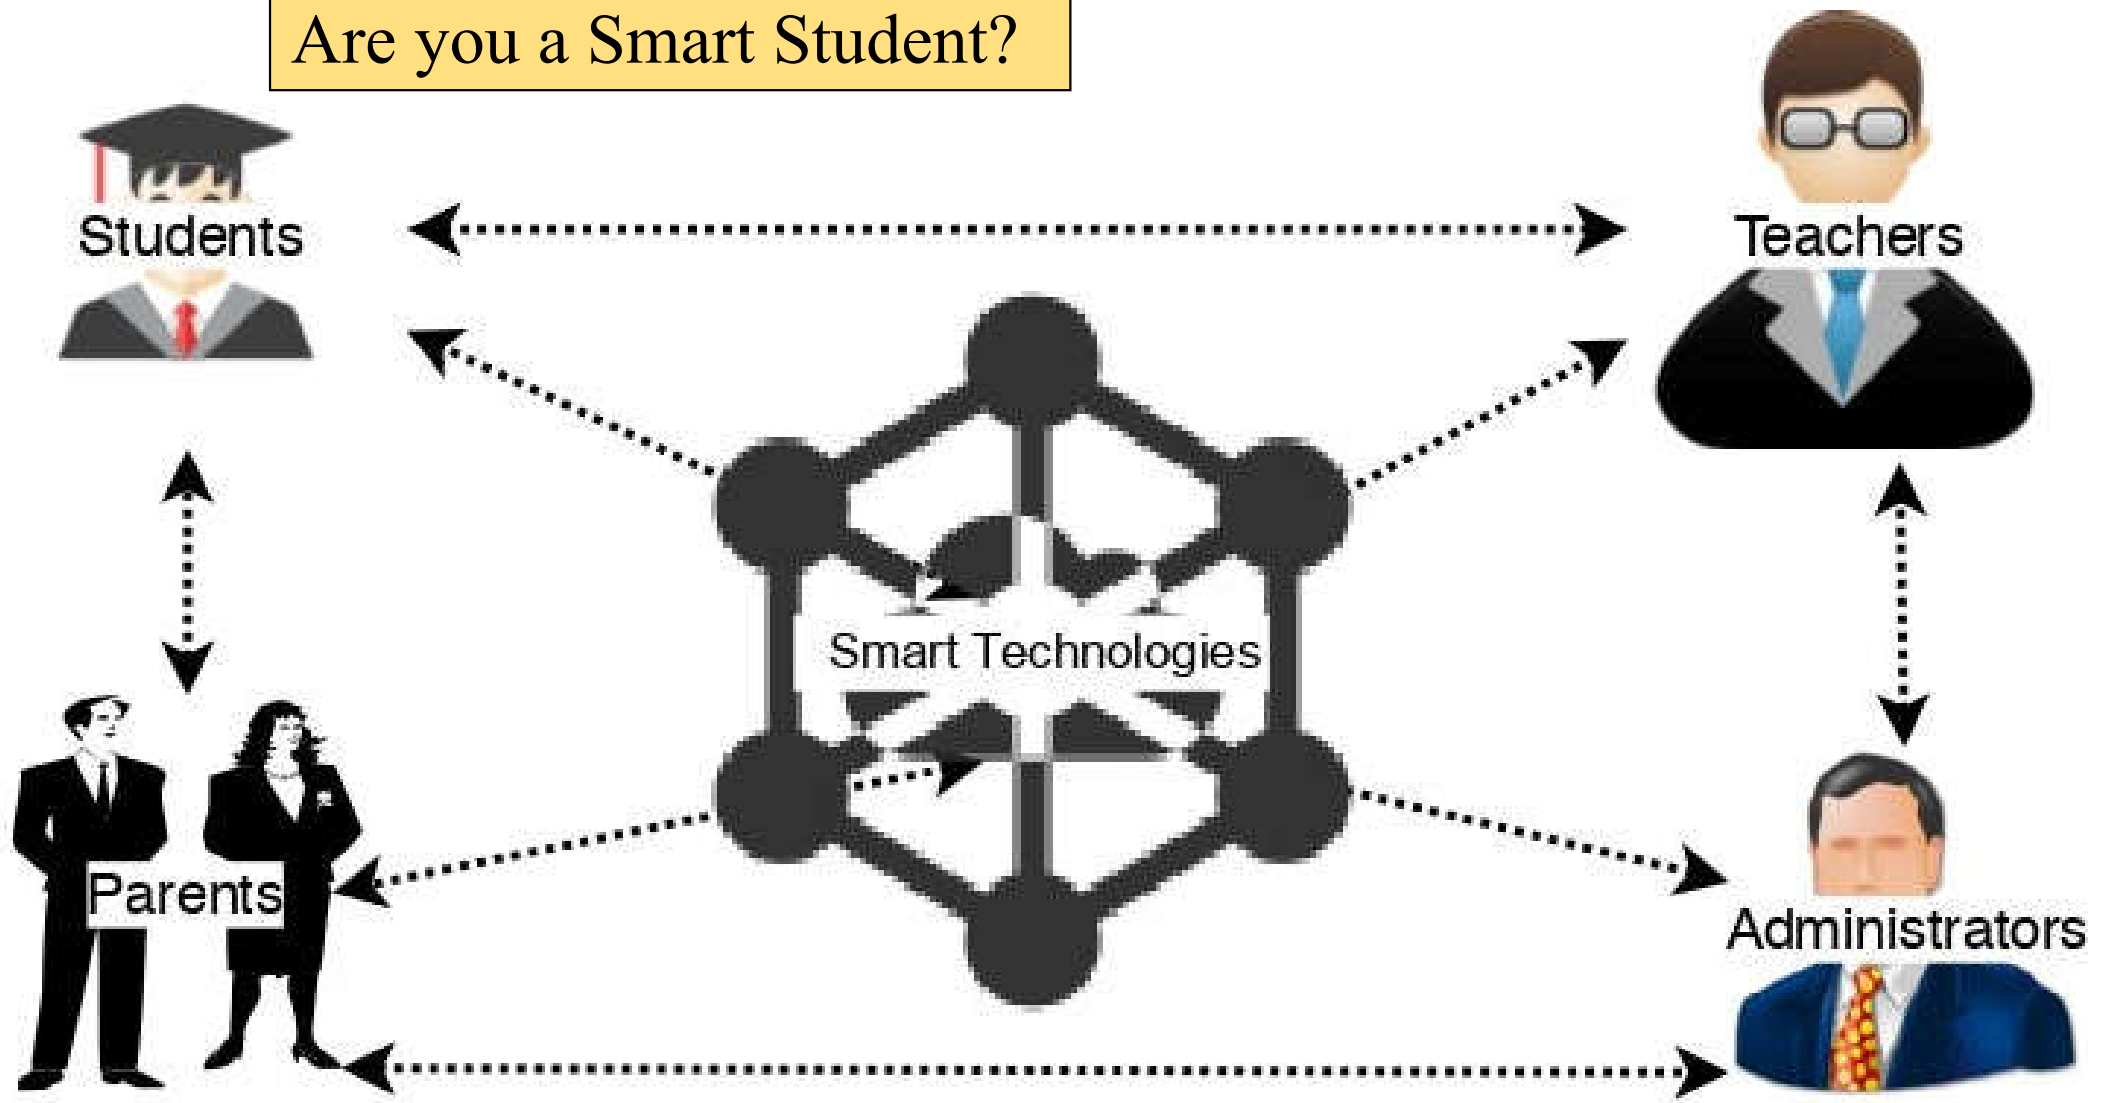 Are you a Smart Student?
Students
Teachers
Smart Technologies
Parents
Administrators